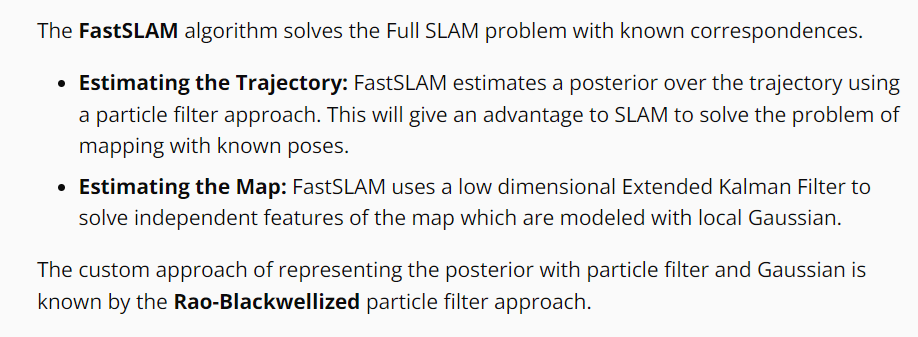 The FastSLAM algorithm solves the Full SLAM problem with known correspondences.
• Estimating the Trajectory: FastSLAM estimates a posterior over the trajectory using
a particle filter approach. This will give an advantage to SLAM to solve the problem of
mapping with known poses.
• Estimating the Map: FastSLAM uses a low dimensional Extended Kalman Filter to
solve independent features of the map which are modeled with local Gaussian.
The custom approach of representing the posterior with particle filter and Gaussian is
known by the Rao-Blackwellized particle filter approach.